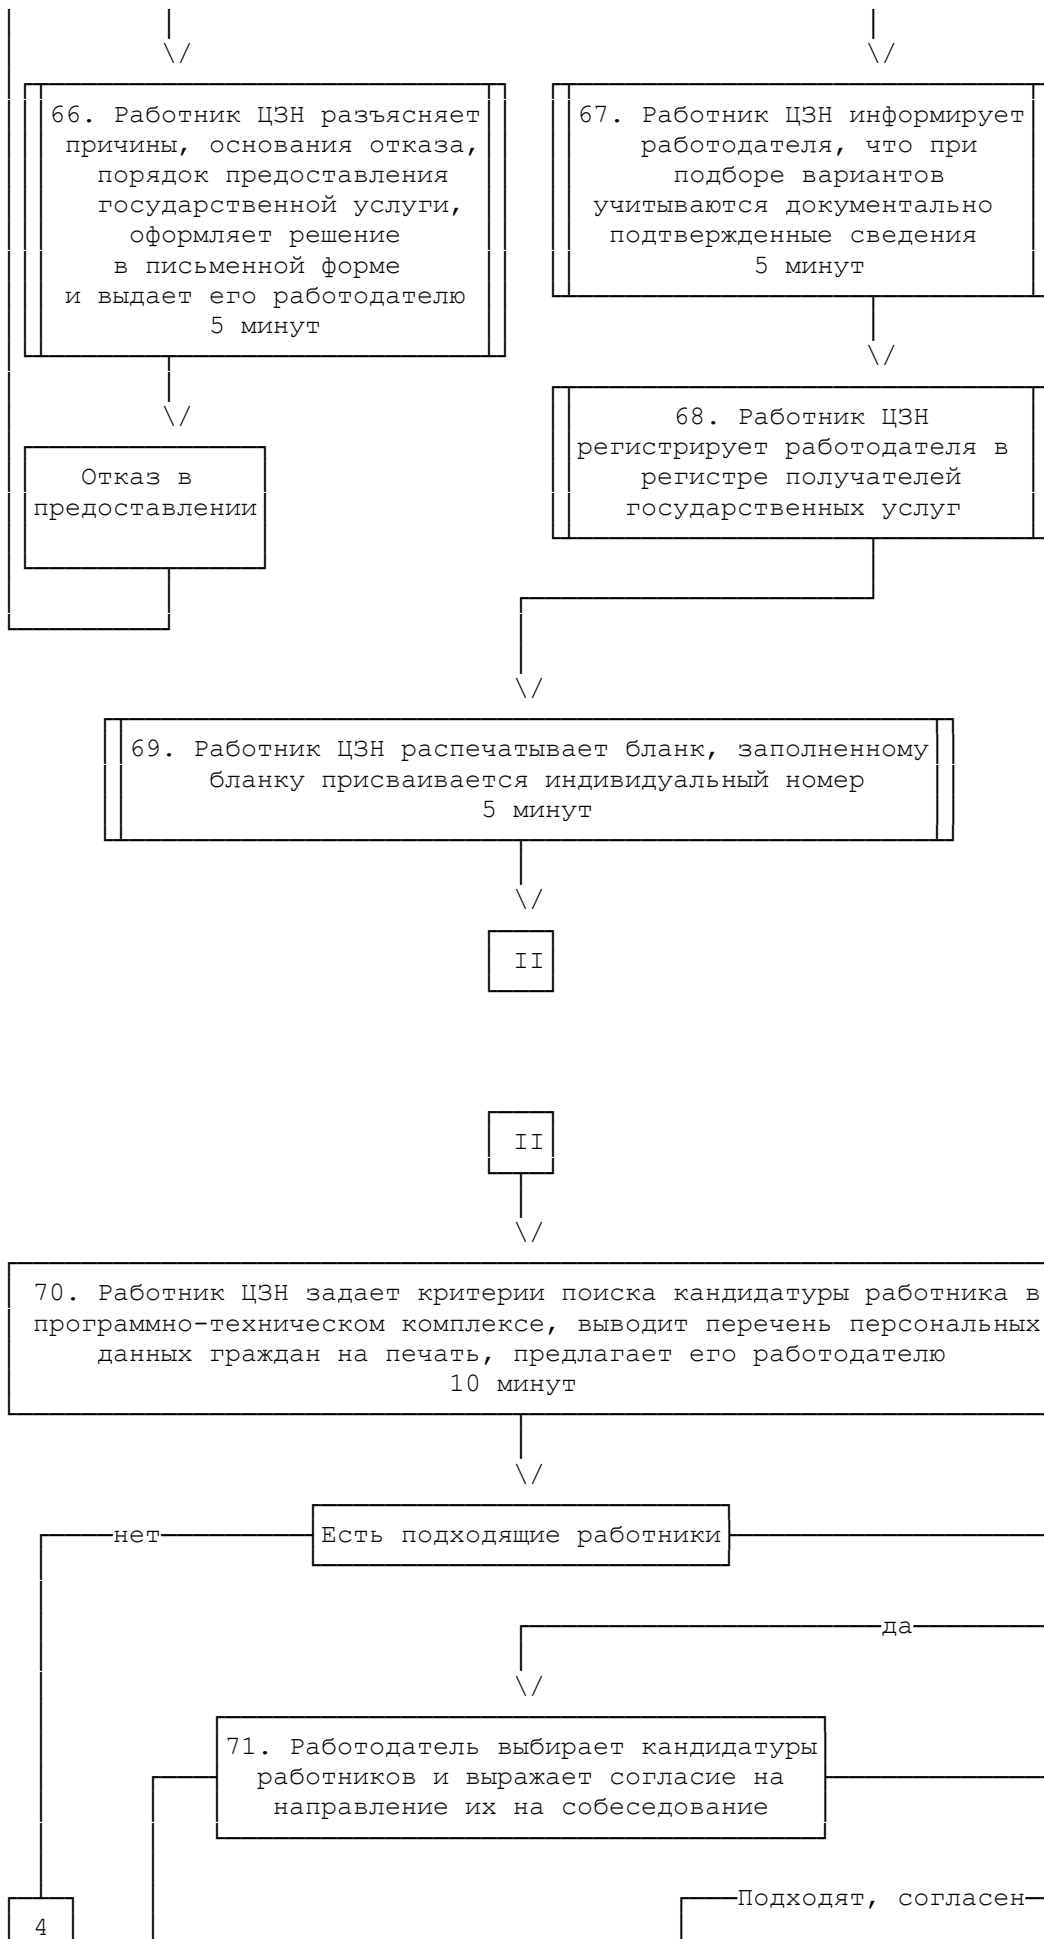 66. Работник ЦЗН разъясняет
причины, основания отказа,
порядок предоставления
государственной услуги,
оформляет решение
в письменной форме
и выдает его работодателю
5 минут
67. Работник ЦЗН информирует
работодателя, что при
подборе вариантов
учитываются документально
подтвержденные сведения
5 минут
68. Работник ЦЗН
регистрирует работодателя в
регистре получателей
государственных услуг
Отказ в
предоставлении
69. Работник ЦЗН распечатывает бланк, заполненному
бланку присваивается индивидуальный номер
5 минут
II
II
70. Работник ЦЗН задает критерии поиска кандидатуры работника в
программно-техническом комплексе, выводит перечень персональных
данных граждан на печать, предлагает его работодателю
10 минут
нет
Есть подходящие работники
да
71. Работодатель выбирает кандидатуры
работников и выражает согласие на
направление их на собеседование
Подходят, согласен
4